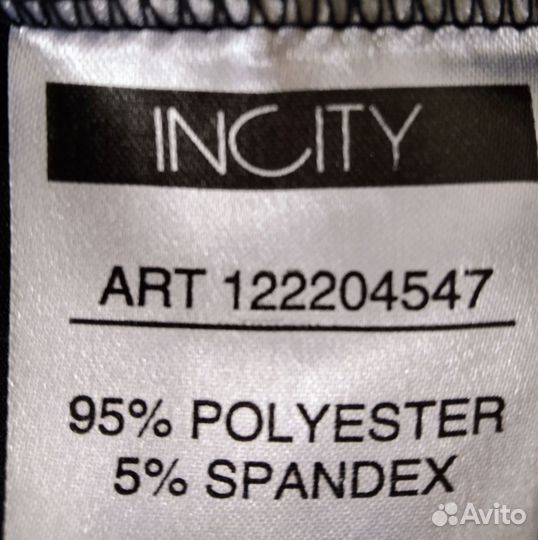 INCITY
ART 122204547
95% POLYESTER
5% SPANDEX
Avito